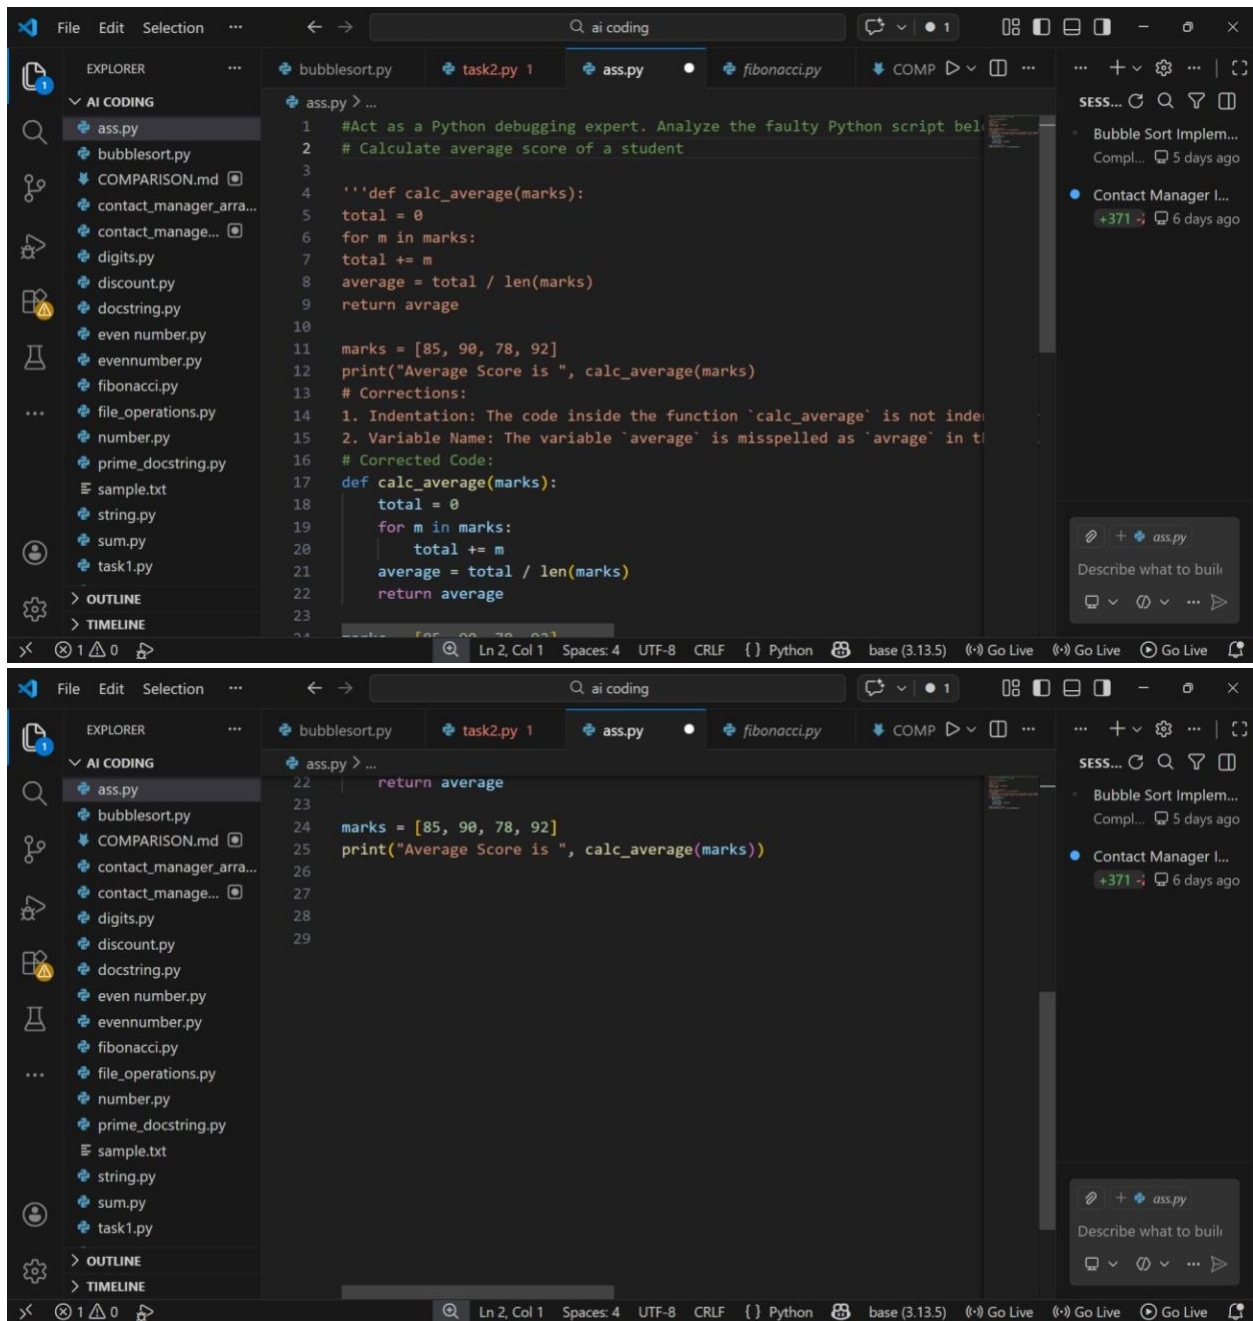 File Edit Selection ··· ai coding 1
EXPLORER ···
AI CODING
ass.py
bubblesort.py
COMPARISON.md
contact_manager_arra...
contact_manage...
digits.py
discount.py
docstring.py
even number.py
evennumber.py
fibonacci.py
file_operations.py
number.py
prime_docstring.py
sample.txt
string.py
sum.py
task1.py
OUTLINE
TIMELINE
bubblesort.py task2.py 1 ass.py fibonacci.py COMP
ass.py > ...
1 #Act as a Python debugging expert. Analyze the faulty Python script bel
2 # Calculate average score of a student
3
4 '''def calc_average(marks):
5 total = 0
6 for m in marks:
7 total += m
8 average = total / len(marks)
9 return avrage
10
11 marks = [85, 90, 78, 92]
12 print("Average Score is ", calc_average(marks)
13 # Corrections:
14 1. Indentation: The code inside the function `calc_average` is not inde
15 2. Variable Name: The variable `average` is misspelled as `avrage` in t
16 # Corrected Code:
17 def calc_average(marks):
18 total = 0
19 for m in marks:
20 total += m
21 average = total / len(marks)
22 return average
23
24 marks = [85, 90, 78, 92]
SESS...
Bubble Sort Implem...
Compl... 5 days ago
Contact Manager I...
+371 6 days ago
ass.py
Describe what to buil
1 0 Ln 2, Col 1 Spaces: 4 UTF-8 CRLF {} Python base (3.13.5) Go Live Go Live Go Live
File Edit Selection ··· ai coding 1
EXPLORER ···
AI CODING
ass.py
bubblesort.py
COMPARISON.md
contact_manager_arra...
contact_manage...
digits.py
discount.py
docstring.py
even number.py
evennumber.py
fibonacci.py
file_operations.py
number.py
prime_docstring.py
sample.txt
string.py
sum.py
task1.py
OUTLINE
TIMELINE
bubblesort.py task2.py 1 ass.py fibonacci.py COMP
ass.py > ...
22 return average
23
24 marks = [85, 90, 78, 92]
25 print("Average Score is ", calc_average(marks))
26
27
28
29
SESS...
Bubble Sort Implem...
Compl... 5 days ago
Contact Manager I...
+371 6 days ago
ass.py
Describe what to buil
1 0 Ln 2, Col 1 Spaces: 4 UTF-8 CRLF {} Python base (3.13.5) Go Live Go Live Go Live